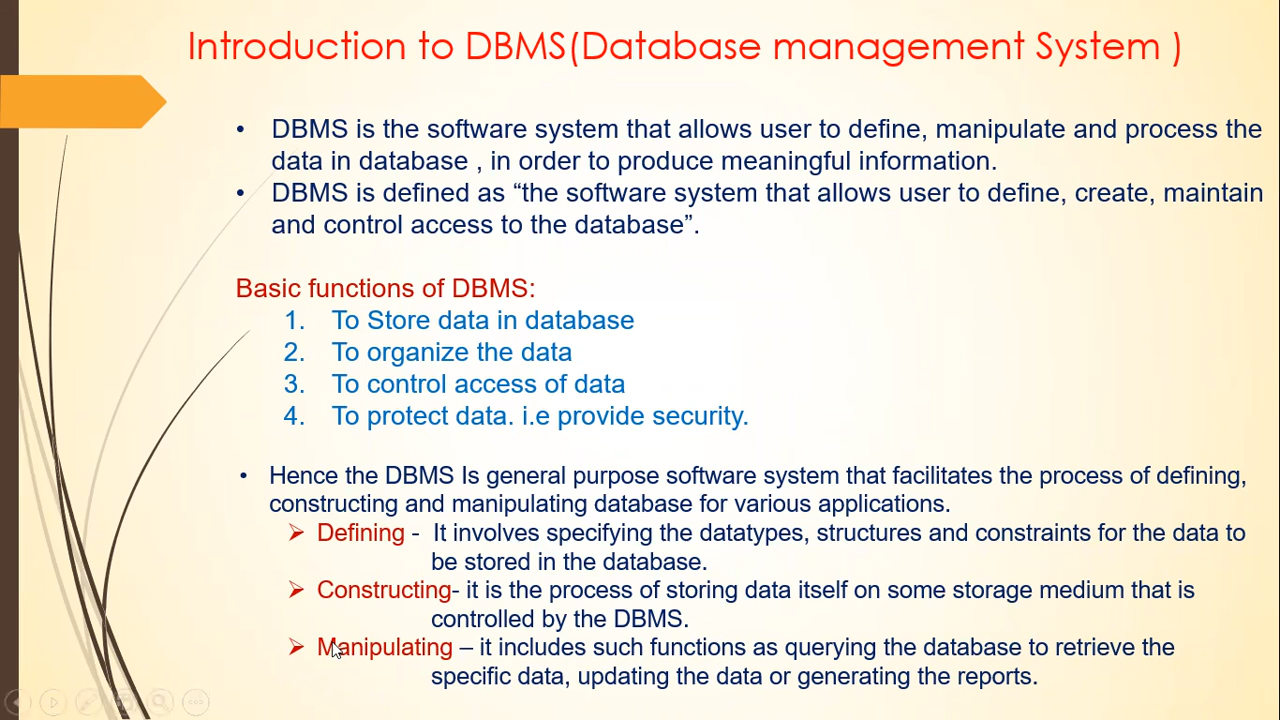 Introduction to DBMS(Database management System )
• DBMS is the software system that allows user to define, manipulate and process the
data in database , in order to produce meaningful information.
• DBMS is defined as “the software system that allows user to define, create, maintain
and control access to the database”.
Basic functions of DBMS:
1. To Store data in database
2. To organize the data
3. To control access of data
4. To protect data. i.e provide security.
• Hence the DBMS Is general purpose software system that facilitates the process of defining,
constructing and manipulating database for various applications.
➢ Defining - It involves specifying the datatypes, structures and constraints for the data to
be stored in the database.
➢ Constructing- it is the process of storing data itself on some storage medium that is
controlled by the DBMS.
➢ Manipulating – it includes such functions as querying the database to retrieve the
specific data, updating the data or generating the reports.